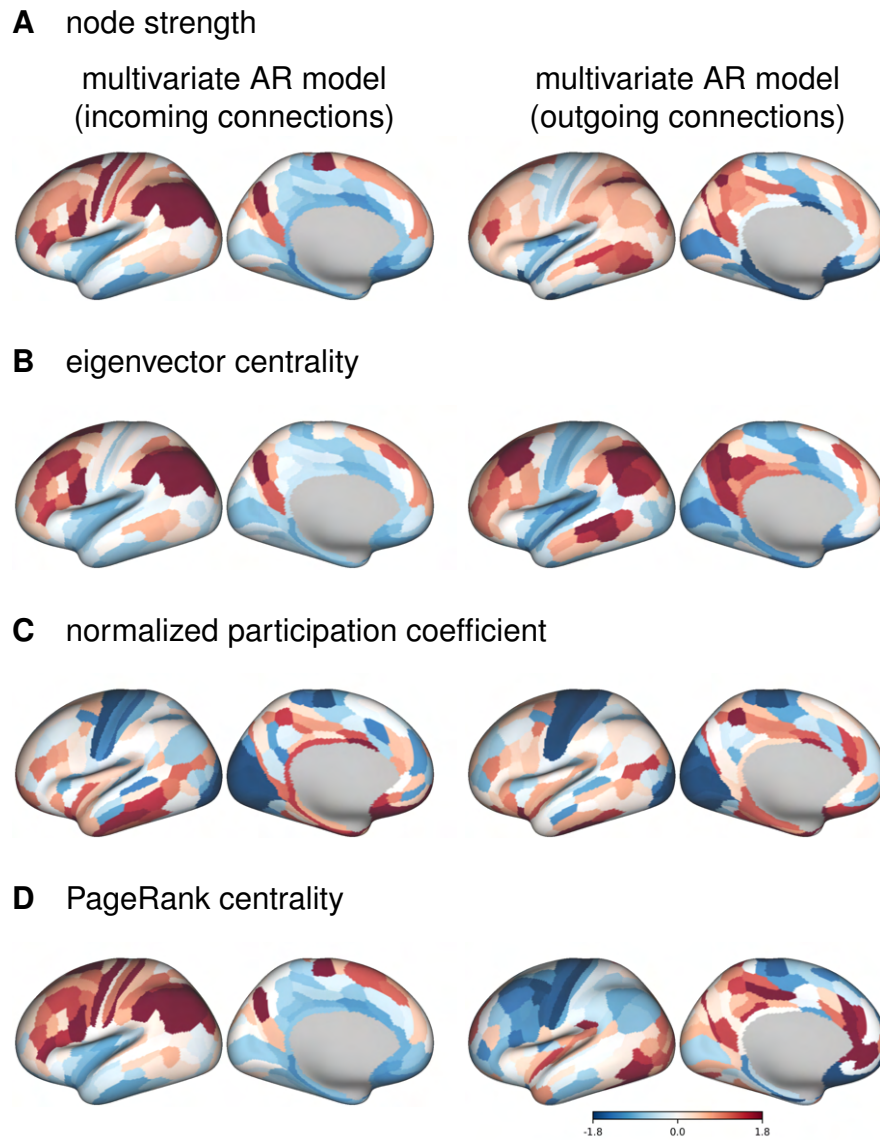 A node strength
multivariate AR model
(incoming connections)
multivariate AR model
(outgoing connections)
B eigenvector centrality
C normalized participation coefficient
D PageRank centrality
-1.8 0.0 1.8